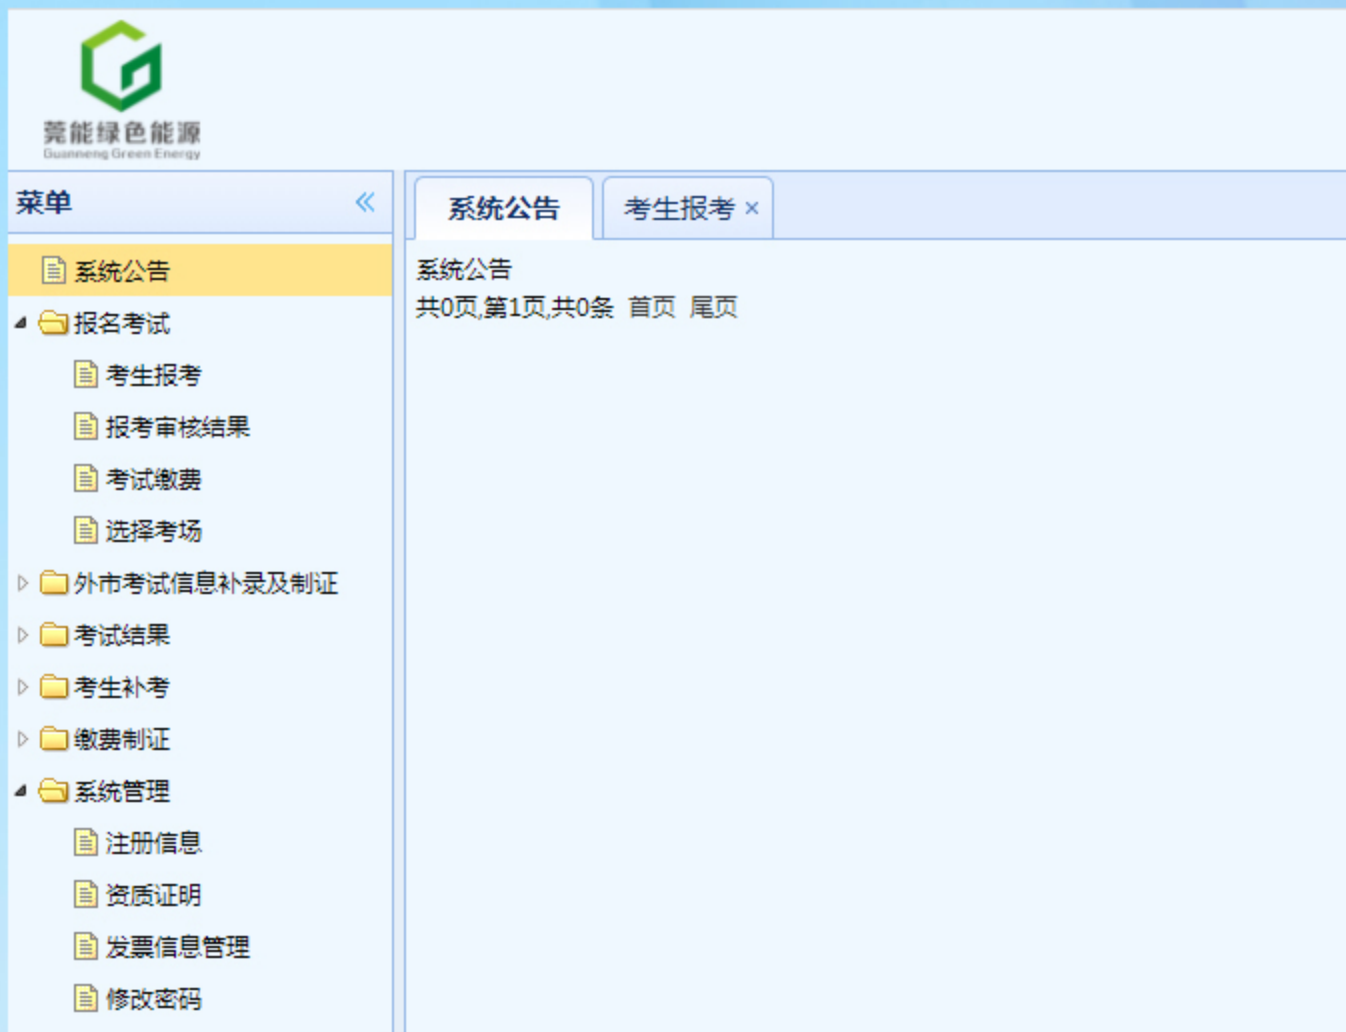 莞能绿色能源
Guanneng Green Energy
菜单
系统公告
报名考试
考生报考
报考审核结果
考试缴费
选择考场
外市考试信息补录及制证
考试结果
考生补考
缴费制证
系统管理
注册信息
资质证明
发票信息管理
修改密码
系统公告 考生报考 ×
系统公告
共0页,第1页,共0条 首页 尾页